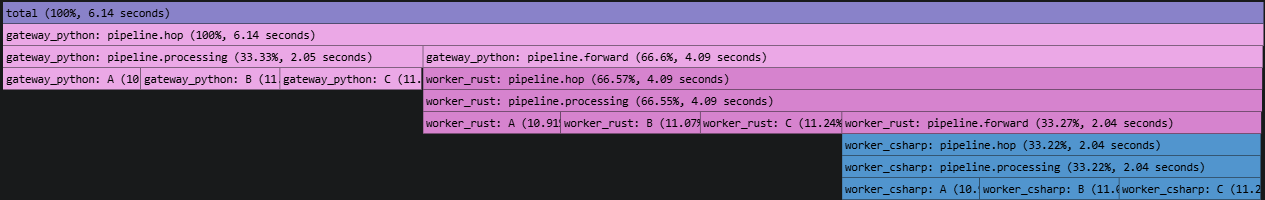 total (100%, 6.14 seconds)
gateway_python: pipeline.hop (100%, 6.14 seconds)
gateway_python: pipeline.processing (33.33%, 2.05 seconds) gateway_python: pipeline.forward (66.6%, 4.09 seconds)
gateway_python: A (10 gateway_python: B (11 gateway_python: C (11. worker_rust: pipeline.hop (66.57%, 4.09 seconds)
worker_rust: pipeline.processing (66.55%, 4.09 seconds)
worker_rust: A (10.91% worker_rust: B (11.07% worker_rust: C (11.24% worker_rust: pipeline.forward (33.27%, 2.04 seconds)
worker_csharp: pipeline.hop (33.22%, 2.04 seconds)
worker_csharp: pipeline.processing (33.22%, 2.04 seconds)
worker_csharp: A (10. worker_csharp: B (11.0 worker_csharp: C (11.2